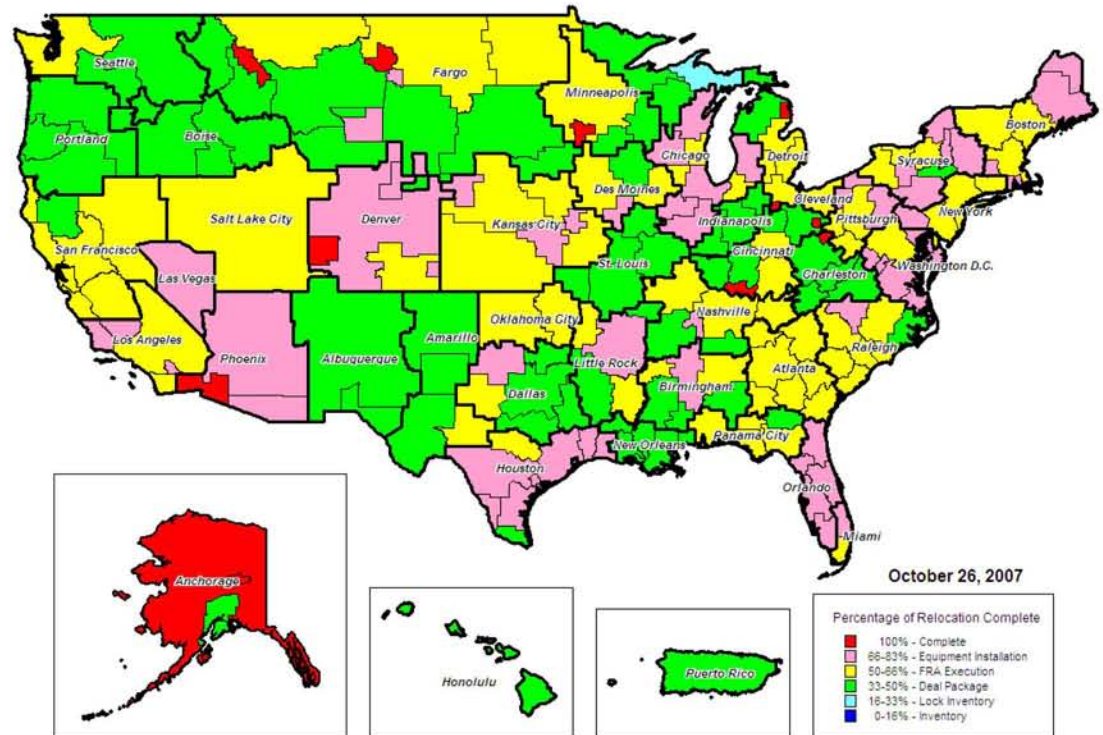 Seattle
Fargo
Minneapolis
Portland
Boise
Boston
Syracuse
Chicago
Detroit
Des Moines
Cleveland
Salt Lake City
Denver
Kansas City
Indianapolis
Pittsburgh
New York
San Francisco
Cincinnati
St. Louis
Charleston
Washington D.C.
Las Vegas
Oklahoma City
Nashville
Los Angeles
Phoenix
Albuquerque
Amarillo
Little Rock
Raleigh
Atlanta
Dallas
Birmingham
New Orleans
Panama City
Houston
Orlando
Miami
October 26, 2007
Anchorage
Honolulu
Puerto Rico
Percentage of Relocation Complete
100% - Complete
66-83% - Equipment Installation
50-66% - FRA Execution
33-50% - Deal Package
16-33% - Lock Inventory
0-16% - Inventory